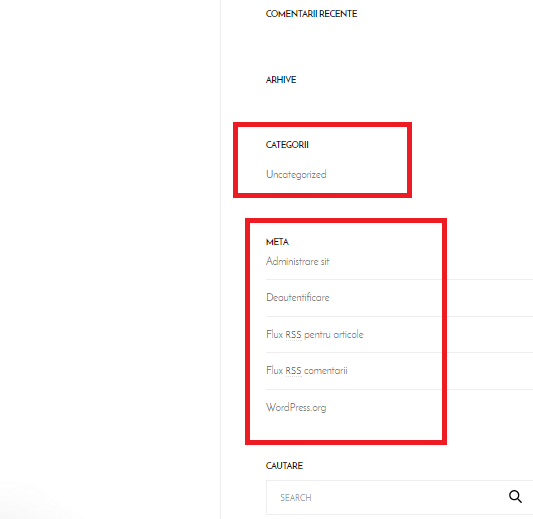 COMENTARII RECENTE
ARHIVE
CATEGORII
Uncategorized
META
Administrare sit
Deautentificare
Flux RSS pentru articole
Flux RSS comentarii
WordPress.org
CAUTARE
SEARCH